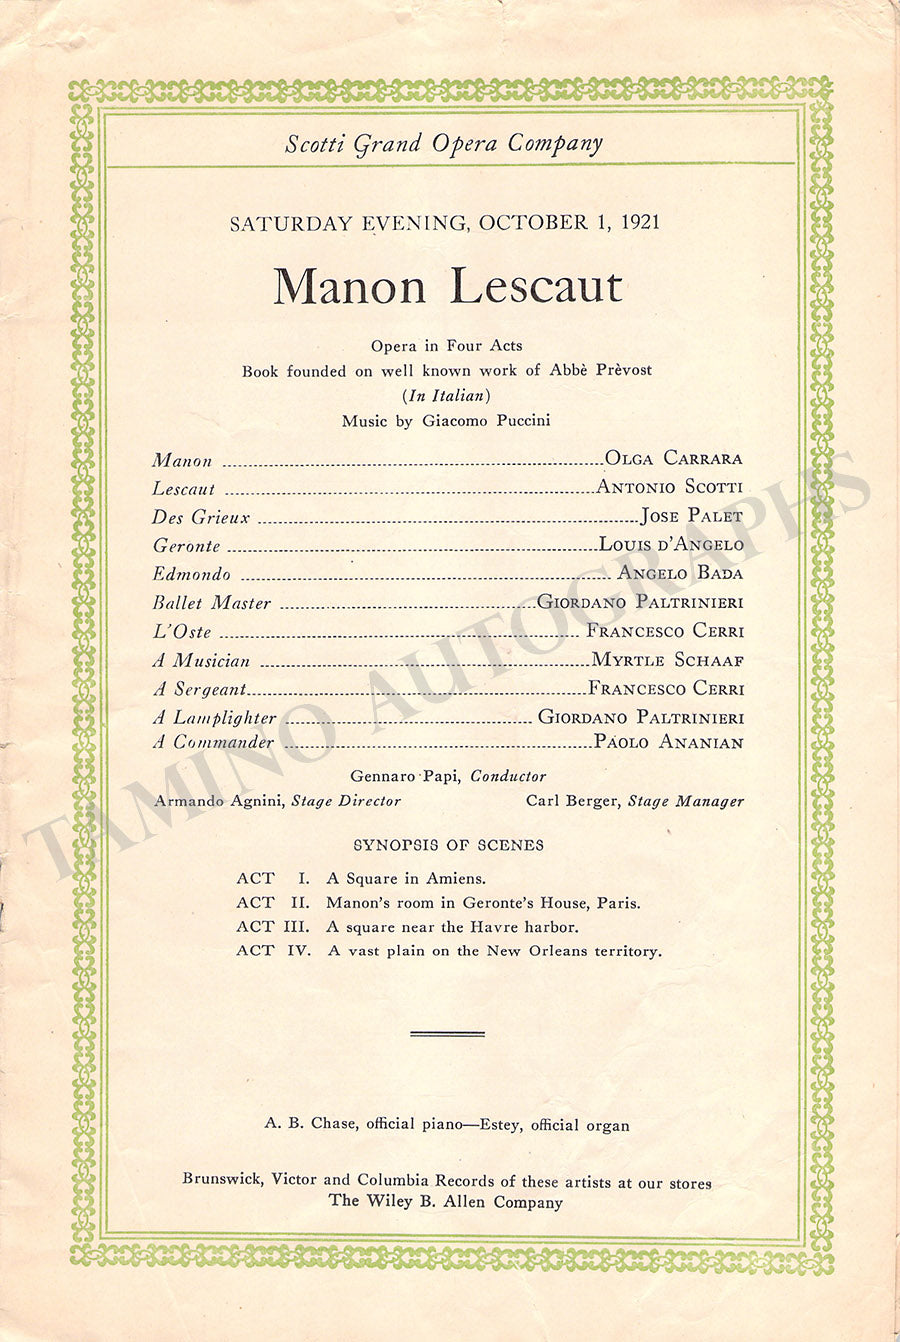 Scotti Grand Opera Company
SATURDAY EVENING, OCTOBER 1, 1921
Manon Lescaut
Opera in Four Acts
Book founded on well known work of Abbè Prèvost
(In Italian)
Music by Giacomo Puccini
Manon OLGA CARRARA
Lescaut ANTONIO SCOTTI
Des Grieux JOSE PALET
Geronte LOUIS D'ANGELO
Edmondo ANGELO BADA
Ballet Master GIORDANO PALTRINIERI
L'Oste FRANCESCO CERRI
A Musician MYRTLE SCHAAF
A Sergeant FRANCESCO CERRI
A Lamplighter GIORDANO PALTRINIERI
A Commander PAOLO ANANIAN
Gennaro Papi, Conductor
Armando Agnini, Stage Director Carl Berger, Stage Manager
SYNOPSIS OF SCENES
ACT I. A Square in Amiens.
ACT II. Manon's room in Geronte's House, Paris.
ACT III. A square near the Havre harbor.
ACT IV. A vast plain on the New Orleans territory.
A. B. Chase, official piano—Estey, official organ
Brunswick, Victor and Columbia Records of these artists at our stores
The Wiley B. Allen Company
TAMINO AUTOGRAPHS